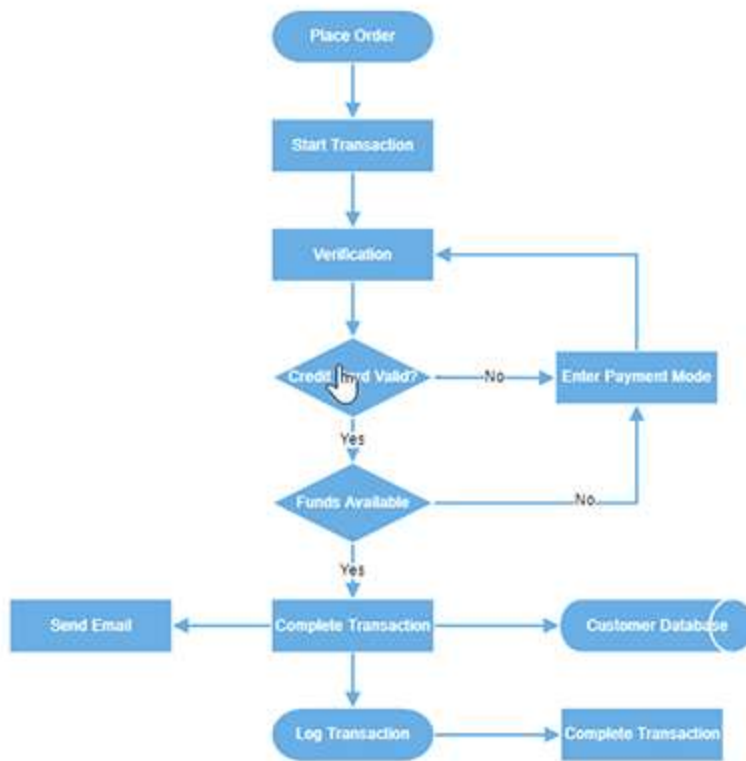 Place Order
Start Transaction
Verification
Credit Card Valid?
No
Enter Payment Mode
Yes
Funds Available
No
Yes
Send Email
Complete Transaction
Customer Database
Log Transaction
Complete Transaction